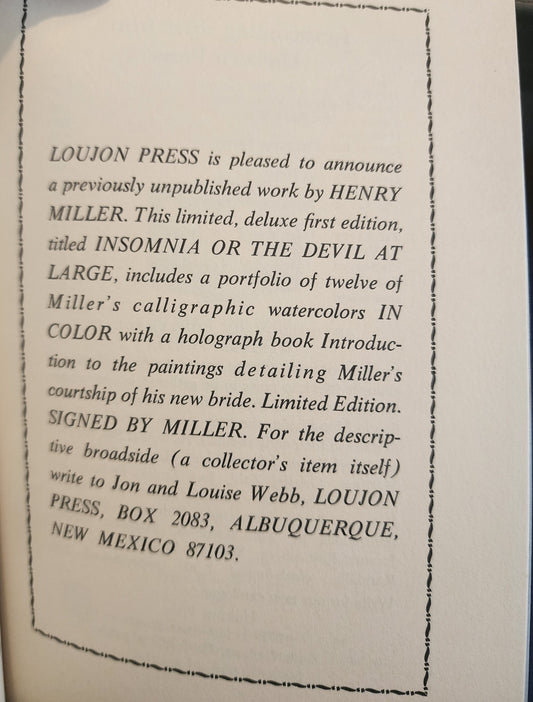 LOUJON PRESS is pleased to announce
a previously unpublished work by HENRY
MILLER. This limited, deluxe first edition,
titled INSOMNIA OR THE DEVIL AT
LARGE, includes a portfolio of twelve of
Miller's calligraphic watercolors IN
COLOR with a holograph book Introduc-
tion to the paintings detailing Miller's
courtship of his new bride. Limited Edition.
SIGNED BY MILLER. For the descrip-
tive broadside (a collector's item itself)
write to Jon and Louise Webb, LOUJON
PRESS, BOX 2083, ALBUQUERQUE,
NEW MEXICO 87103.